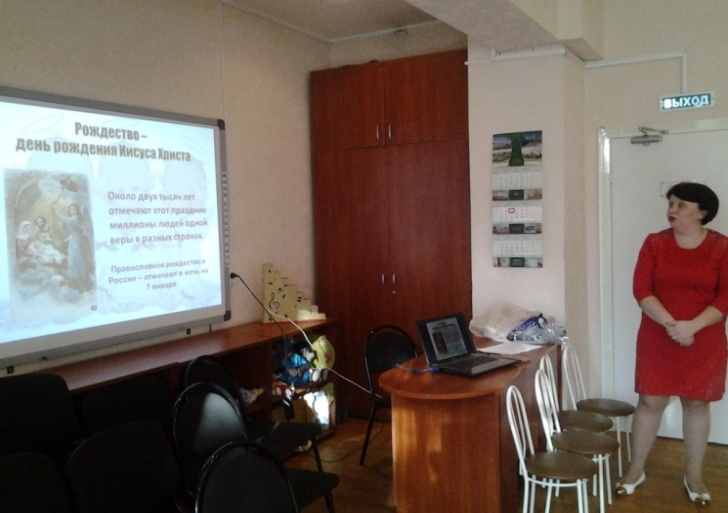 Рождество –
день рождения Иисуса Христа
Около двух тысяч лет
отмечают этот праздник
миллионы людей одной
веры в разных странах.
Православное рождество в
России – отмечают в ночь на
7 января.
ВЫХОД